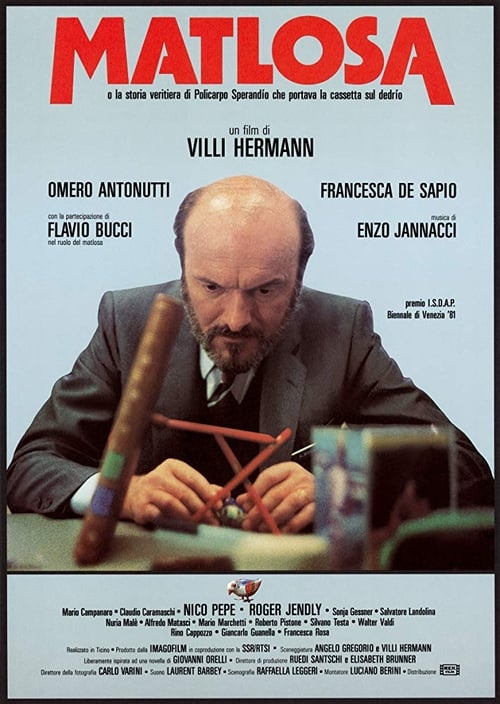 MATLOSA
o la storia veritiera di Policarpo Sperandío che portava la cassetta sul dedrío
un film di
VILLI HERMANN
OMERO ANTONUTTI
FRANCESCA DE SAPIO
con la partecipazione di
FLAVIO BUCCI
nel ruolo del matlosa
musica di
ENZO JANNACCI
premio I.S.D.A.P.
Biennale di Venezia '81
Mario Campanaro • Claudio Caramaschi • NICO PEPE • ROGER JENDLY • Sonja Gessner • Salvatore Landolina
Nuria Malè • Alfredo Matasci • Mario Marchetti • Roberto Pistone • Silvano Testa • Walter Valdi
Rino Cappozzo • Giancarlo Guanella • Francesca Rosa
Realizzato in Ticino • Prodotto dalla IMAGOFILM in coproduzione con la SSR/RTSI • Sceneggiatura ANGELO GREGORIO e VILLI HERMANN
Liberamente ispirata ad una novella di GIOVANNI ORELLI • Direttore di produzione RUEDI SANTSCHI e ELISABETH BRUNNER
Direttore della fotografia CARLO VARINI • Suono LAURENT BARBEY • Scenografia RAFFAELLA LEGGERI • Montatore LUCIANO BERINI • Distribuzione REX FILM